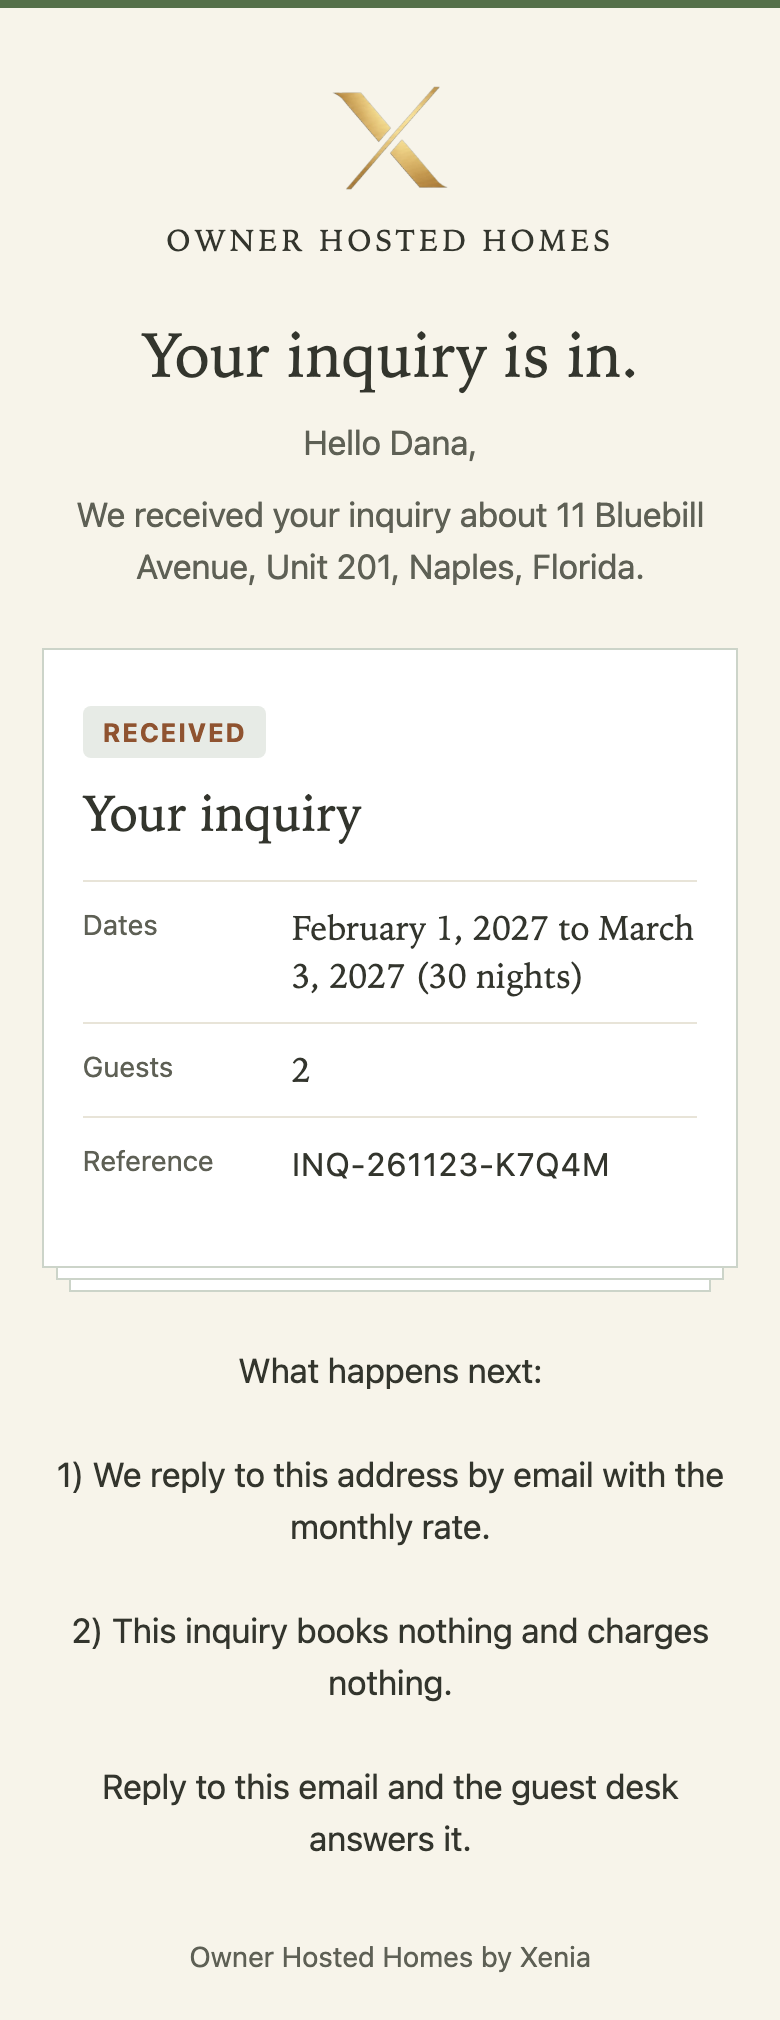 OWNER HOSTED HOMES
Your inquiry is in.
Hello Dana,
We received your inquiry about 11 Bluebill
Avenue, Unit 201, Naples, Florida.
RECEIVED
Your inquiry
Dates
February 1, 2027 to March
3, 2027 (30 nights)
Guests
2
Reference
INQ-261123-K7Q4M
What happens next:
1) We reply to this address by email with the
monthly rate.
2) This inquiry books nothing and charges
nothing.
Reply to this email and the guest desk
answers it.
Owner Hosted Homes by Xenia